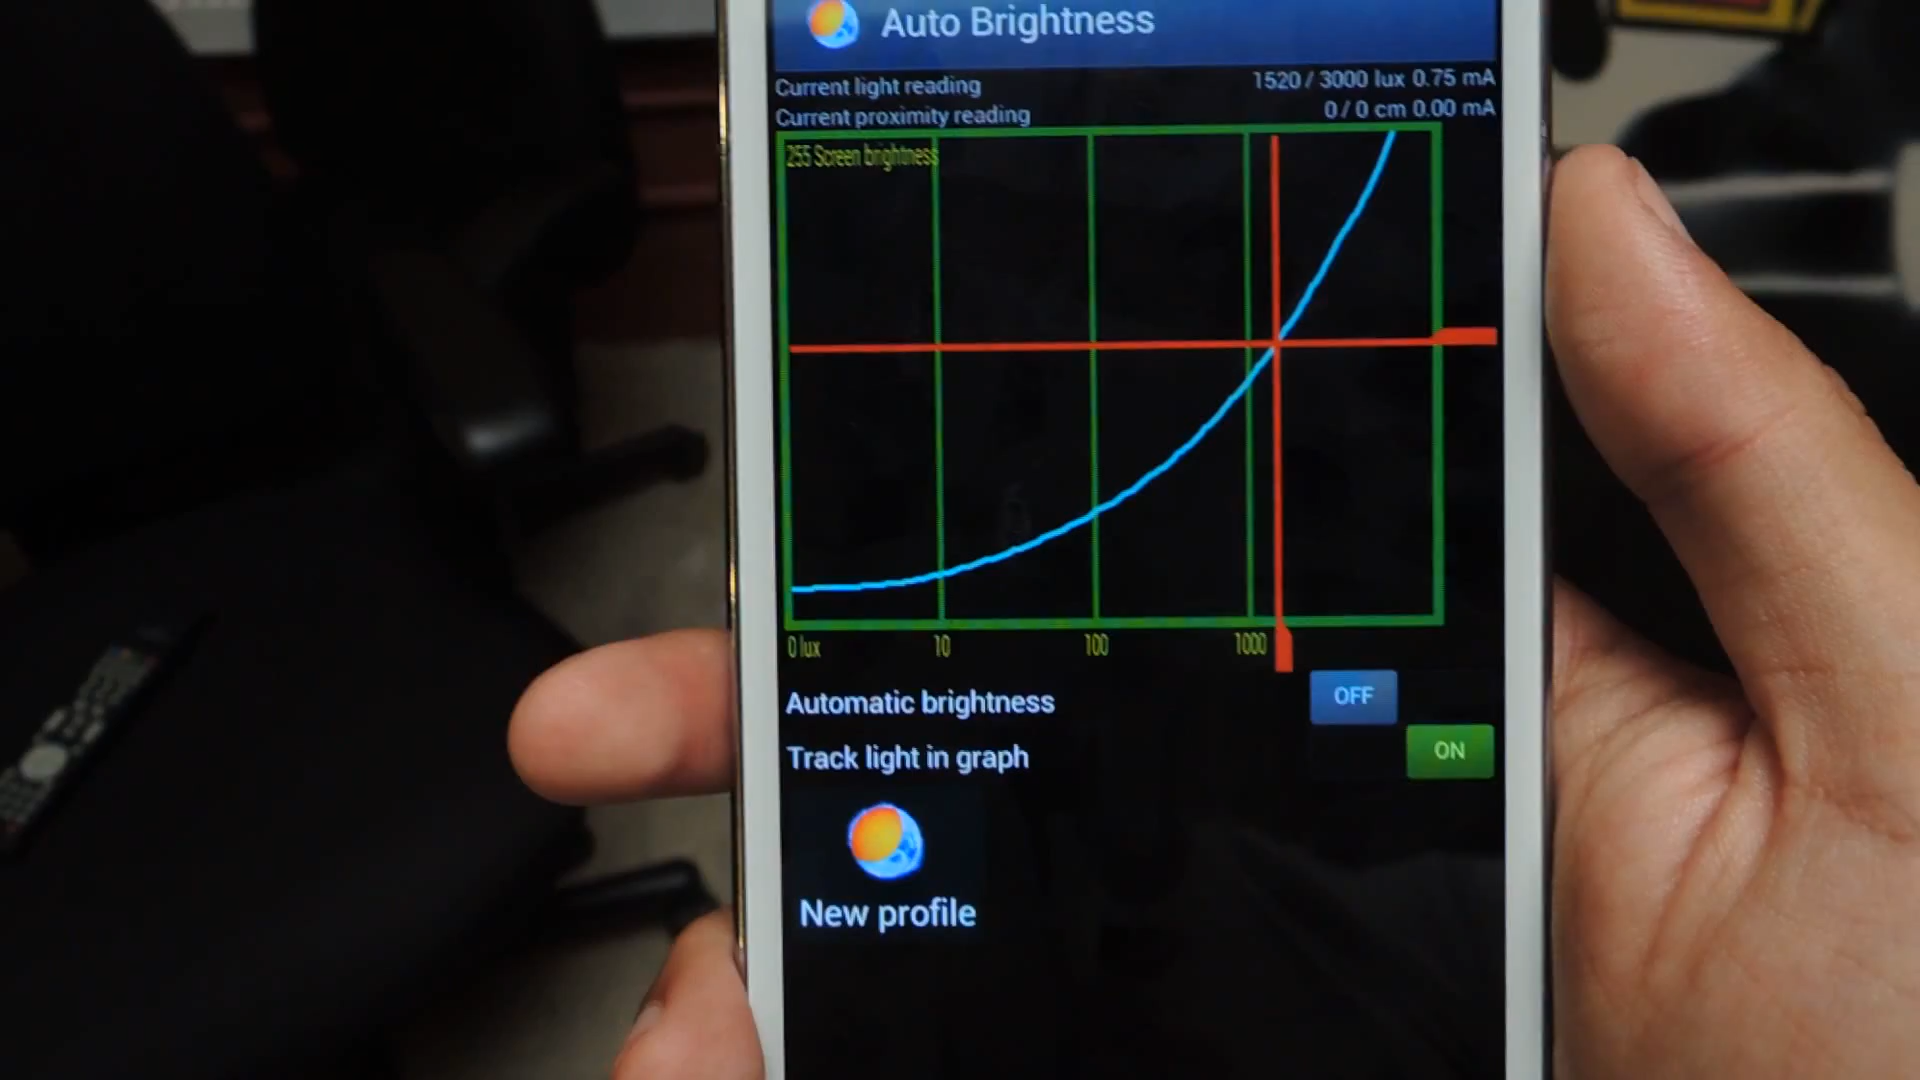 Auto Brightness
Current light reading 1520 / 3000 lux 0.75 mA
Current proximity reading 0 / 0 cm 0.00 mA
255 Screen brightness
0 lux 10 100 1000
Automatic brightness OFF
Track light in graph ON
New profile